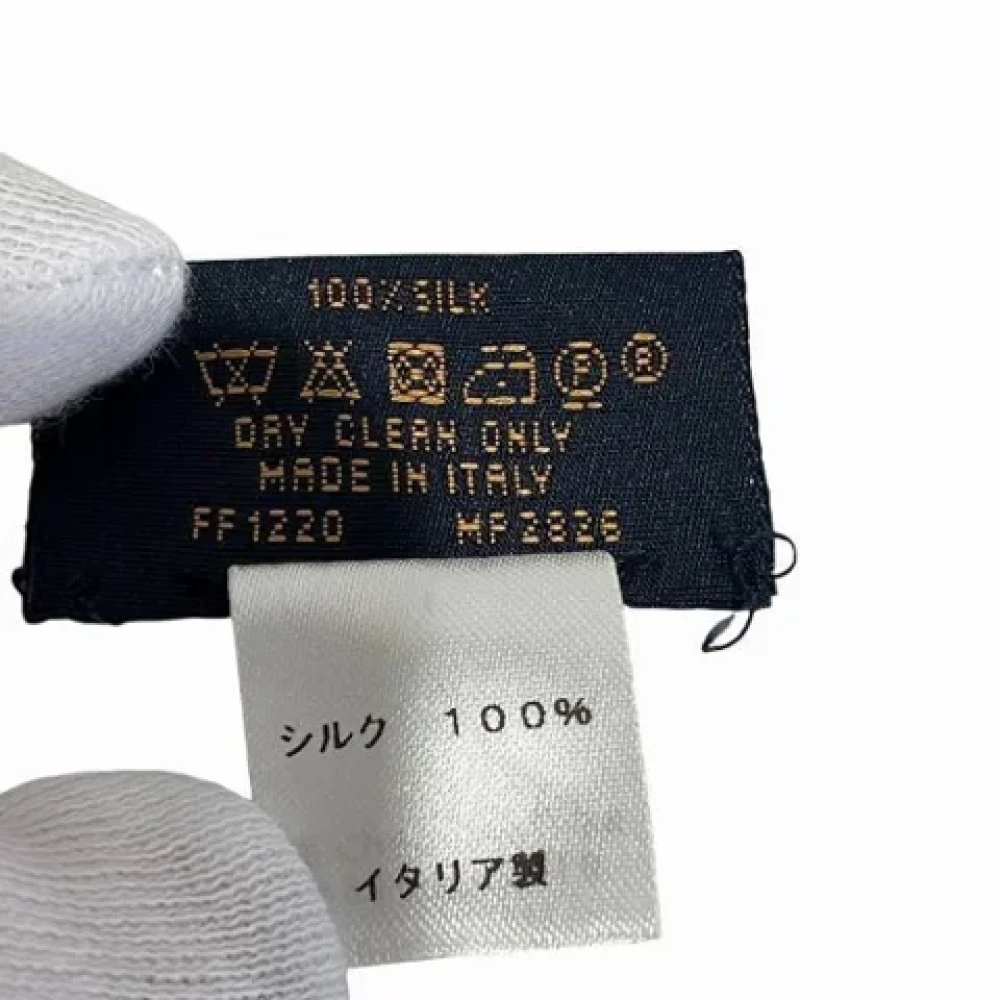 100% SILK
F R
DRY CLEAN ONLY
MADE IN ITALY
FF1220 MP2826
シルク 100%
イタリア製